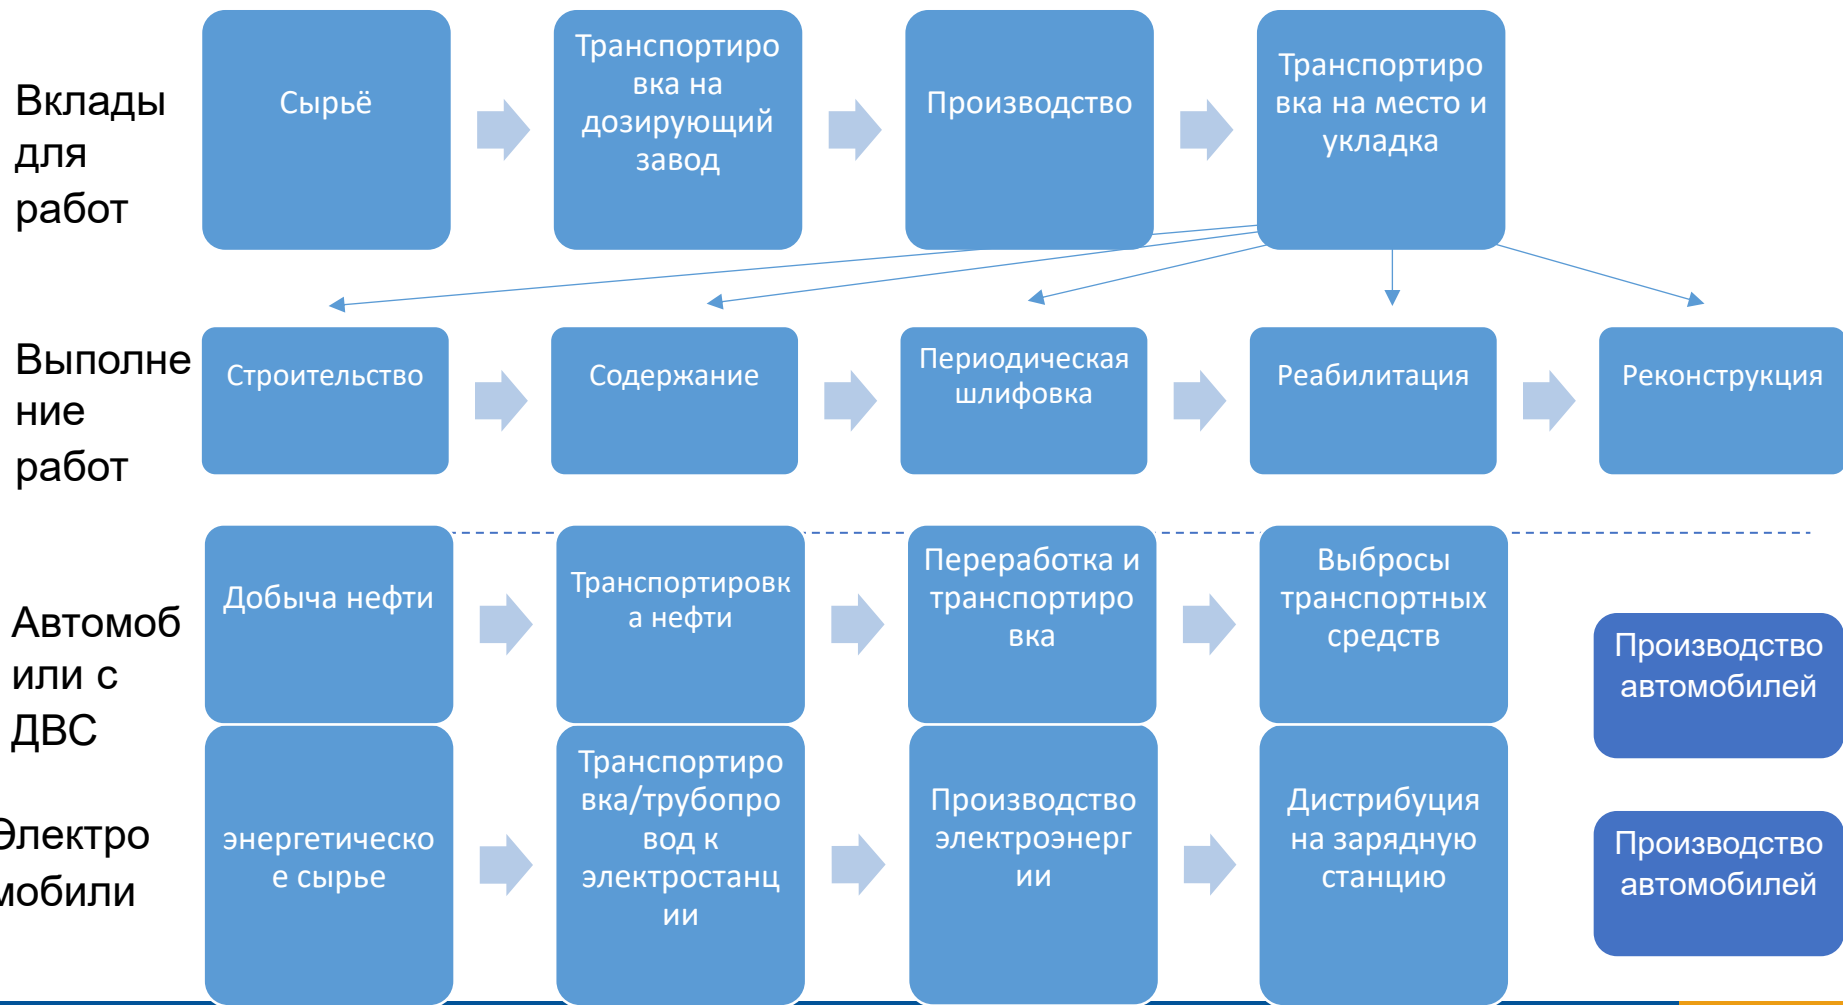 Вклады
для
работ
Сырьё
Транспортиро
вка на
дозирующий
завод
Производство
Транспортиро
вка на место и
укладка
Выполне
ние
работ
Строительство
Содержание
Периодическая
шлифовка
Реабилитация
Реконструкция
Автомоб
или с
ДВС
Добыча нефти
Транспортировк
а нефти
Переработка и
транспортиро
вка
Выбросы
транспортных
средств
Производство
автомобилей
Электро
мобили
энергетическо
е сырье
Транспортиро
вка/трубопро
вод к
электростанц
ии
Производство
электроэнерг
ии
Дистрибуция
на зарядную
станцию
Производство
автомобилей